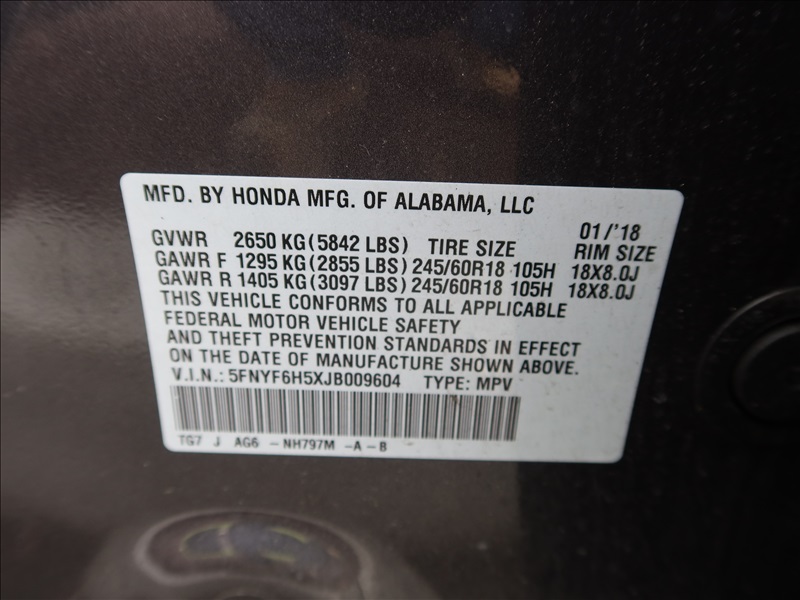 MFD. BY HONDA MFG. OF ALABAMA, LLC
01/'18
GVWR 2650 KG(5842 LBS) TIRE SIZE RIM SIZE
GAWR F 1295 KG(2855 LBS) 245/60R18 105H 18X8.0J
GAWR R 1405 KG(3097 LBS) 245/60R18 105H 18X8.0J
THIS VEHICLE CONFORMS TO ALL APPLICABLE
FEDERAL MOTOR VEHICLE SAFETY
AND THEFT PREVENTION STANDARDS IN EFFECT
ON THE DATE OF MANUFACTURE SHOWN ABOVE.
V.I.N.: 5FNYF6H5XJB009604 TYPE: MPV
TG7 J AG6 -NH797M -A-B